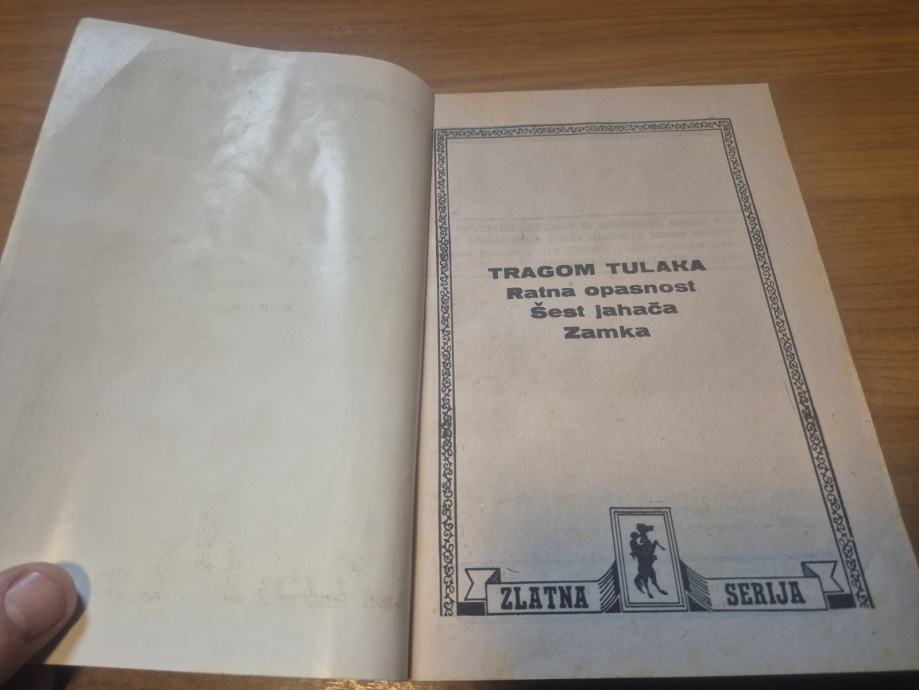 TRAGOM TULAKA
Ratna opasnost
Šest jahača
Zamka
ZLATNA SERIJA